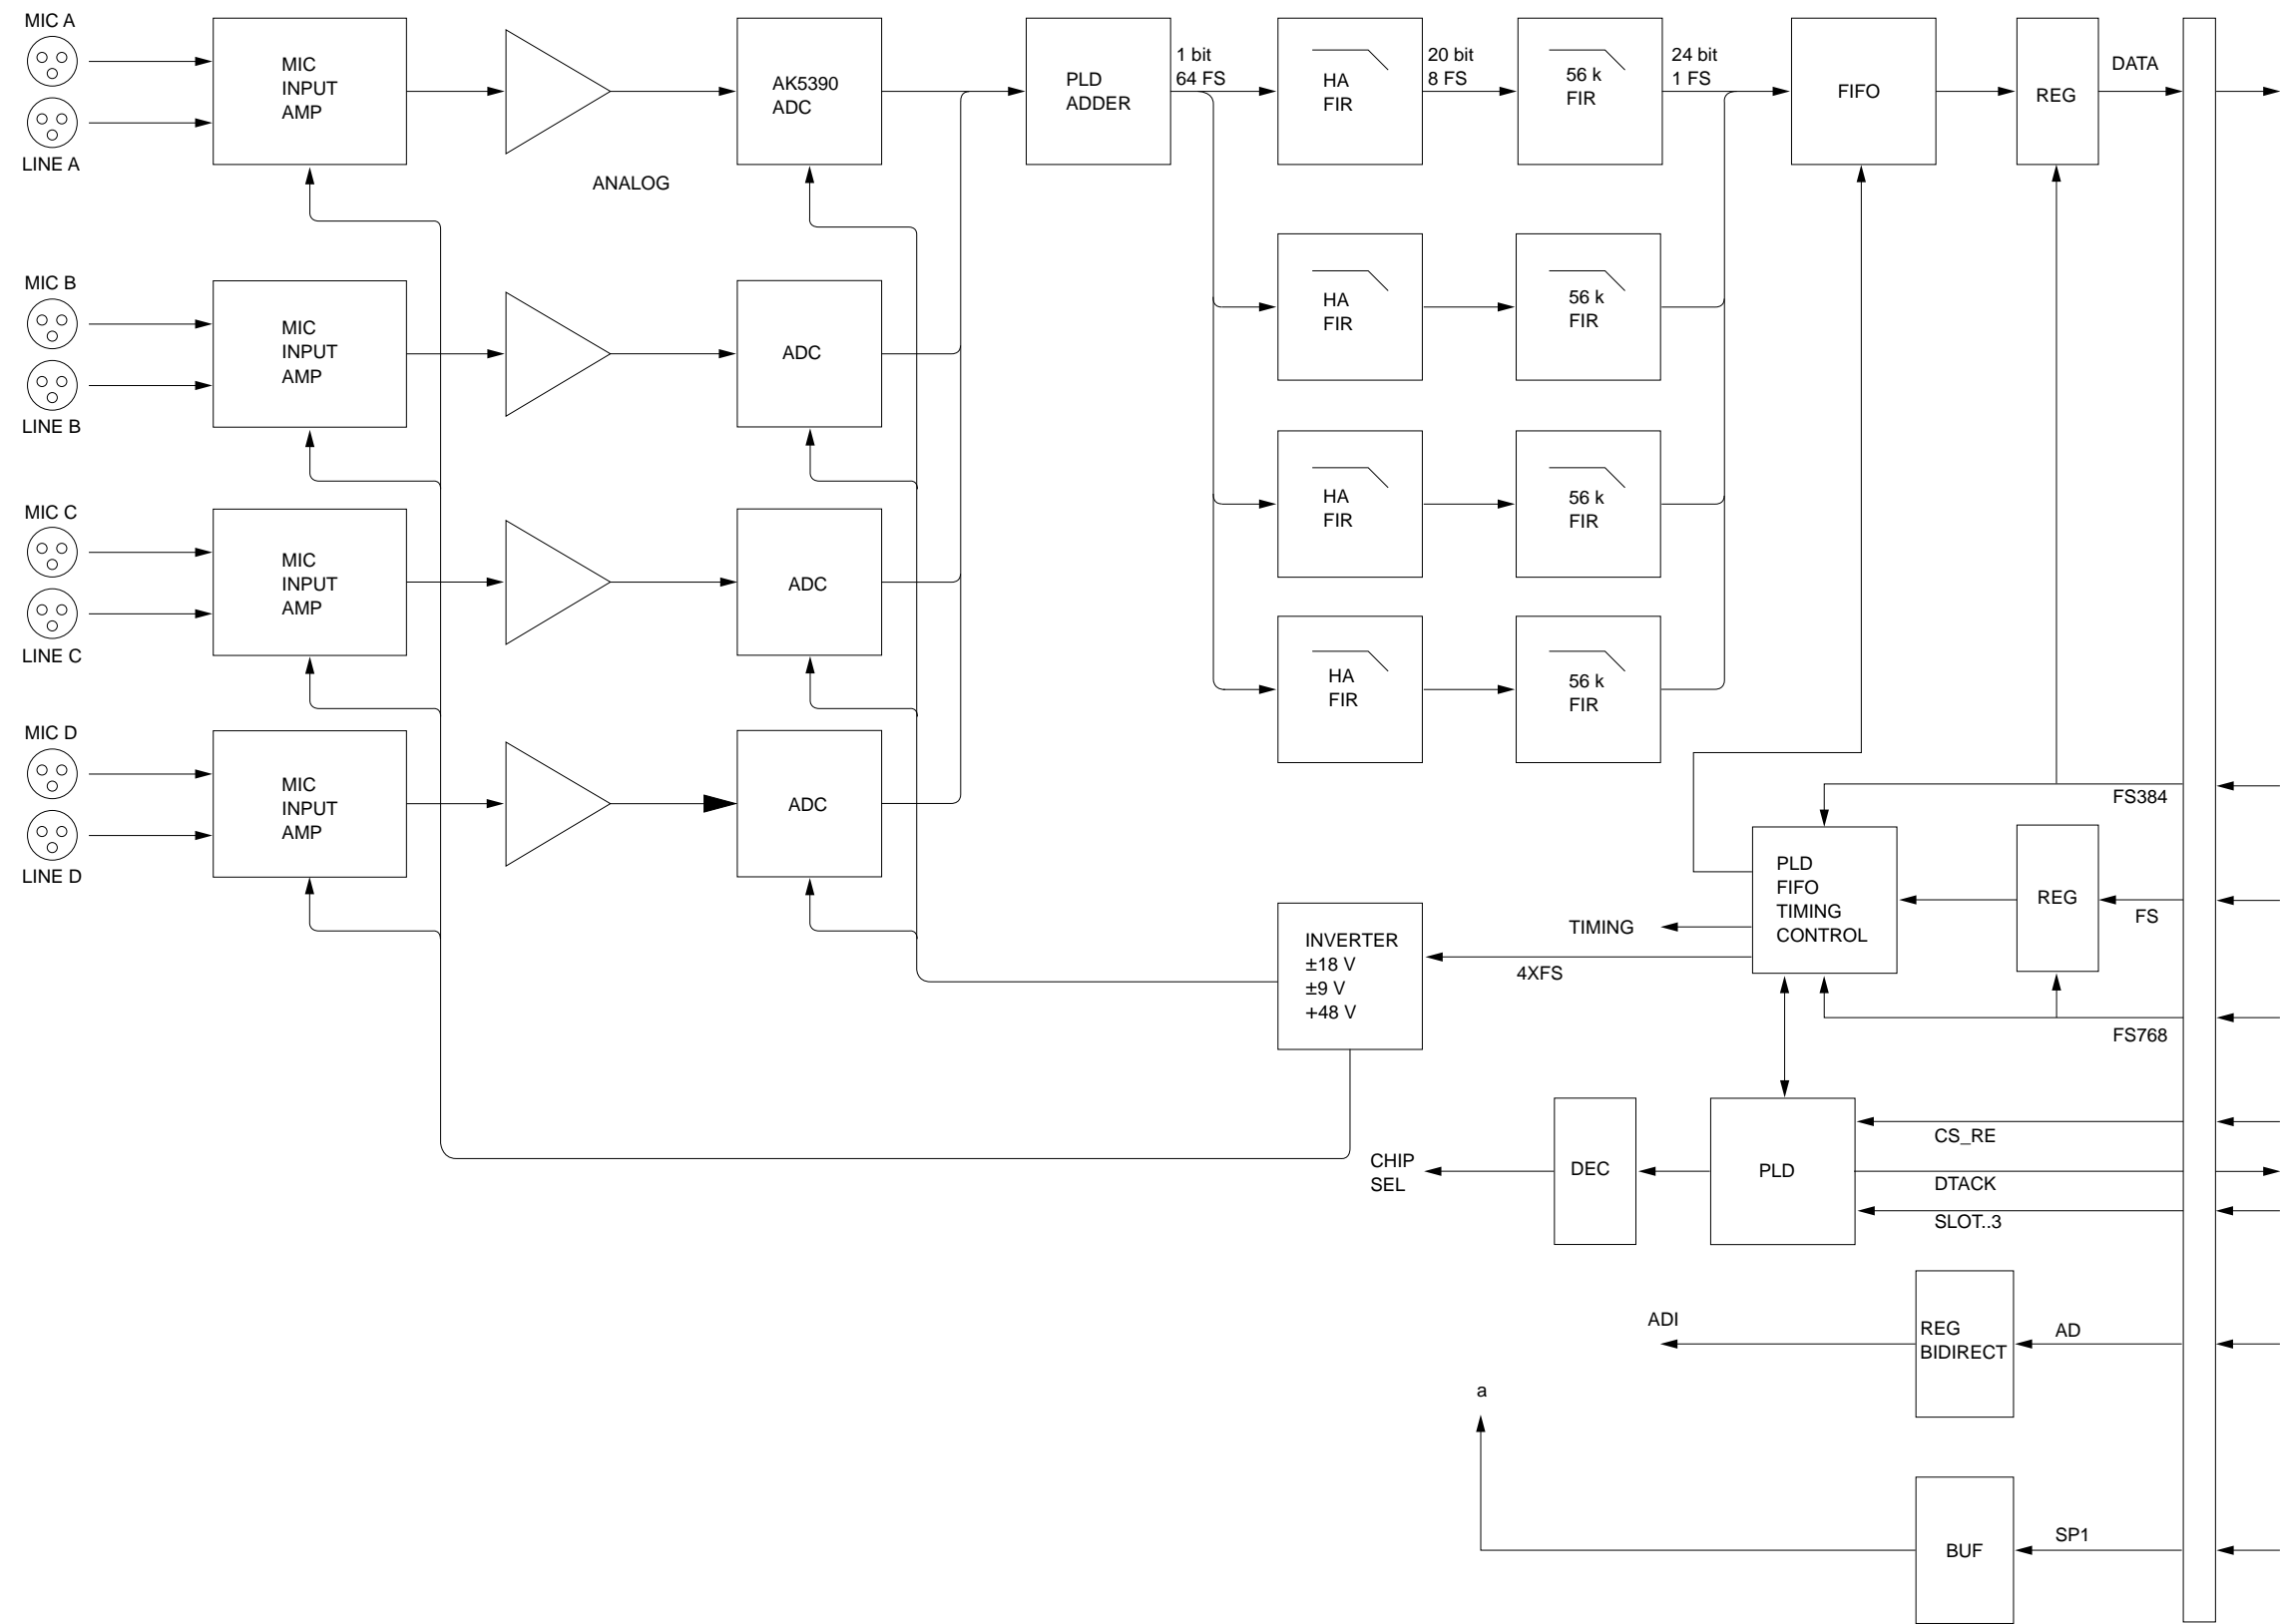 MIC A
LINE A
MIC
INPUT
AMP
ANALOG
AK5390
ADC
PLD
ADDER
1 bit
64 FS
HA
FIR
20 bit
8 FS
56 k
FIR
24 bit
1 FS
FIFO
REG
DATA
MIC B
LINE B
MIC
INPUT
AMP
ADC
HA
FIR
56 k
FIR
MIC C
LINE C
MIC
INPUT
AMP
ADC
HA
FIR
56 k
FIR
MIC D
LINE D
MIC
INPUT
AMP
ADC
HA
FIR
56 k
FIR
FS384
PLD
FIFO
TIMING
CONTROL
REG
FS
TIMING
4XFS
INVERTER
±18 V
±9 V
+48 V
FS768
CHIP
SEL
DEC
PLD
CS_RE
DTACK
SLOT..3
ADI
REG
BIDIRECT
AD
a
BUF
SP1